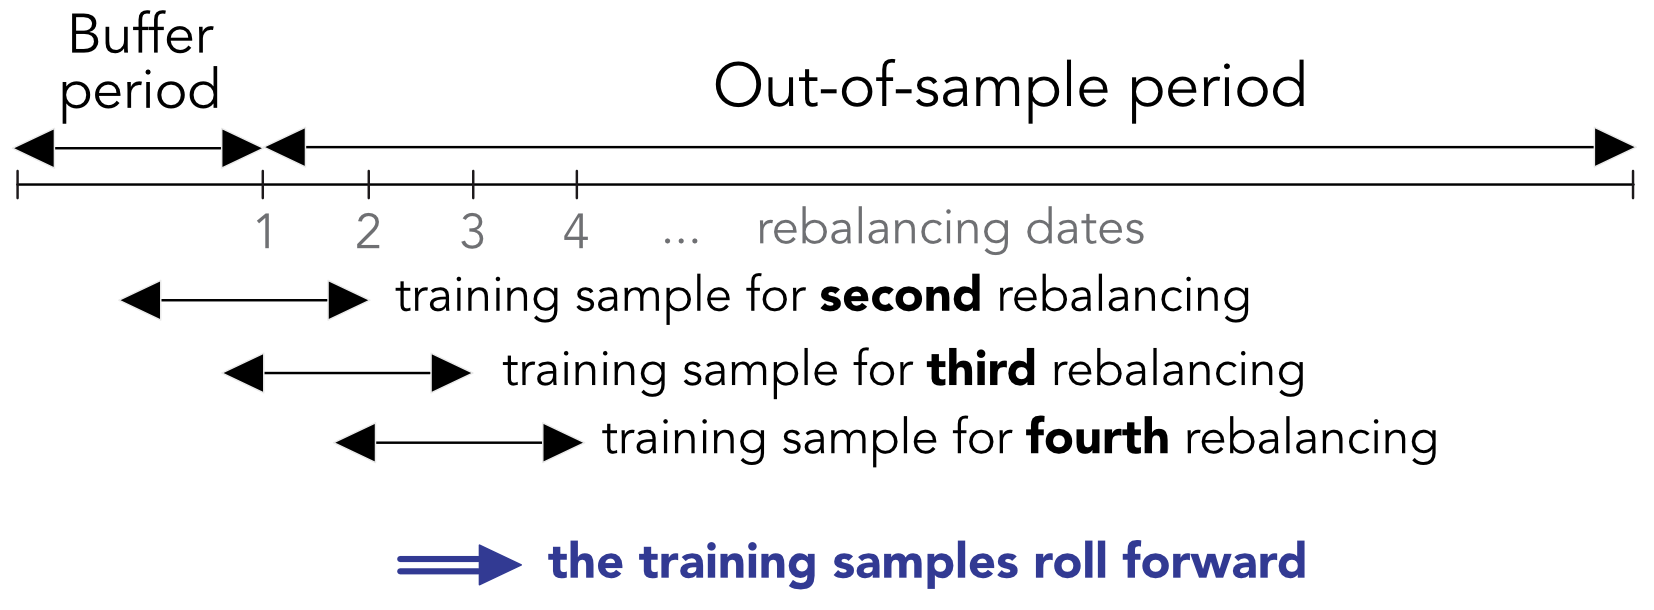 Buffer
period
Out-of-sample period
1 2 3 4 ... rebalancing dates
training sample for second rebalancing
training sample for third rebalancing
training sample for fourth rebalancing
the training samples roll forward